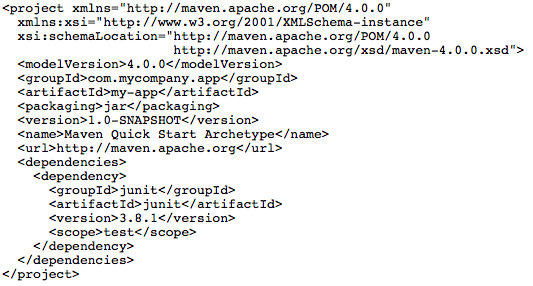 <project xmlns="http://maven.apache.org/POM/4.0.0"
  xmlns:xsi="http://www.w3.org/2001/XMLSchema-instance"
  xsi:schemaLocation="http://maven.apache.org/POM/4.0.0
                      http://maven.apache.org/xsd/maven-4.0.0.xsd">
  <modelVersion>4.0.0</modelVersion>
  <groupId>com.mycompany.app</groupId>
  <artifactId>my-app</artifactId>
  <packaging>jar</packaging>
  <version>1.0-SNAPSHOT</version>
  <name>Maven Quick Start Archetype</name>
  <url>http://maven.apache.org</url>
  <dependencies>
    <dependency>
      <groupId>junit</groupId>
      <artifactId>junit</artifactId>
      <version>3.8.1</version>
      <scope>test</scope>
    </dependency>
  </dependencies>
</project>